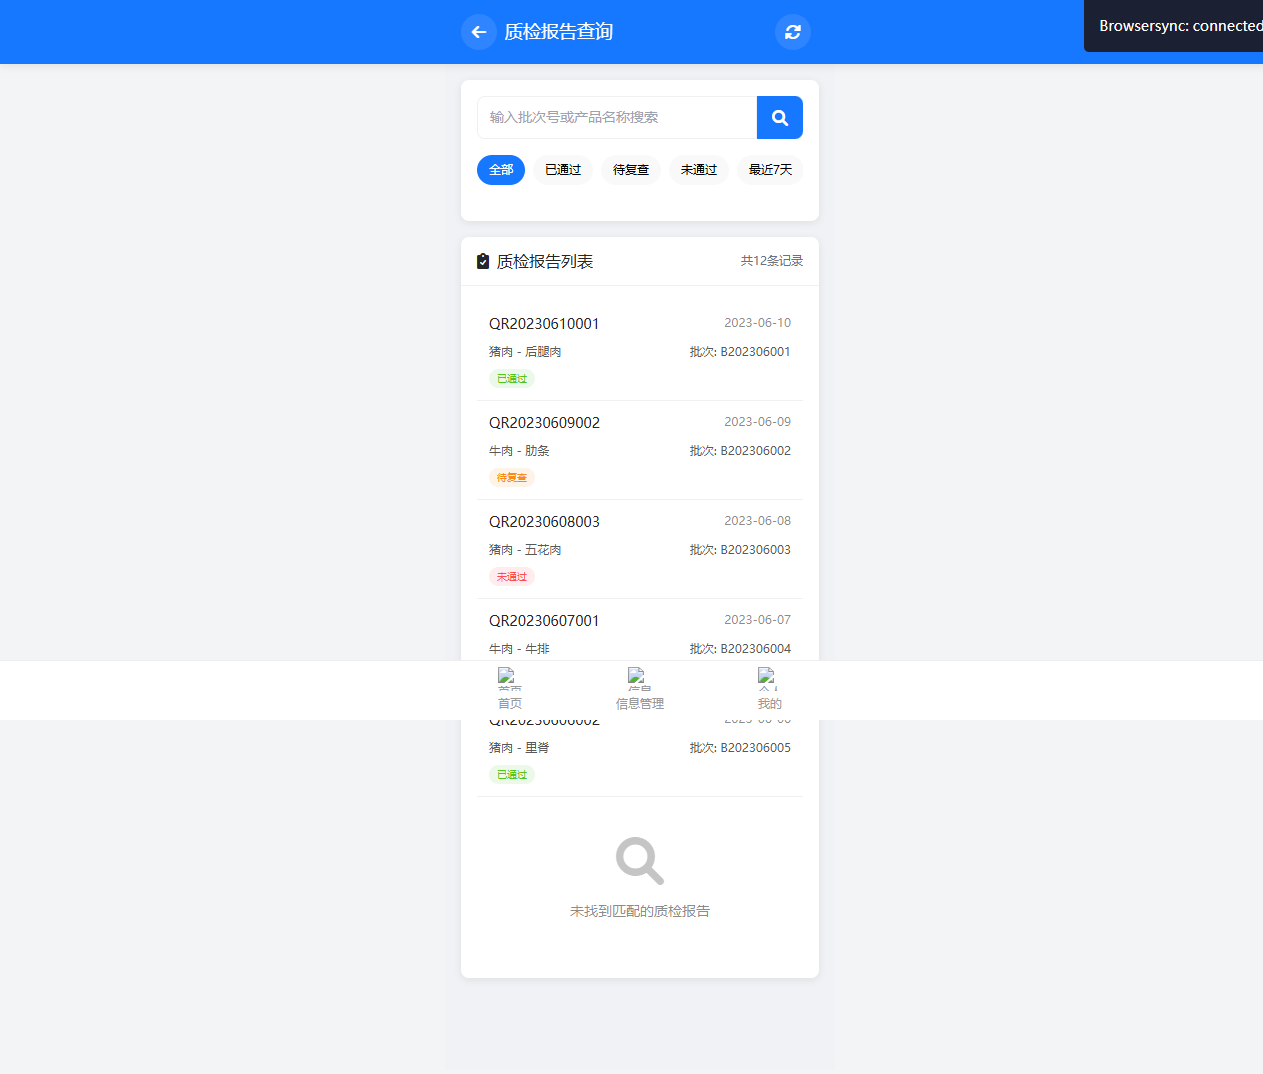 质检报告查询
Browsersync: connected
输入批次号或产品名称搜索
全部 已通过 待复查 未通过 最近7天
质检报告列表 共12条记录
QR20230610001 2023-06-10
猪肉 - 后腿肉 批次: B202306001
已通过
QR20230609002 2023-06-09
牛肉 - 肋条 批次: B202306002
待复查
QR20230608003 2023-06-08
猪肉 - 五花肉 批次: B202306003
未通过
QR20230607001 2023-06-07
牛肉 - 牛排 批次: B202306004
首页 信息管理 我的
猪肉 - 里脊 批次: B202306005
已通过
未找到匹配的质检报告